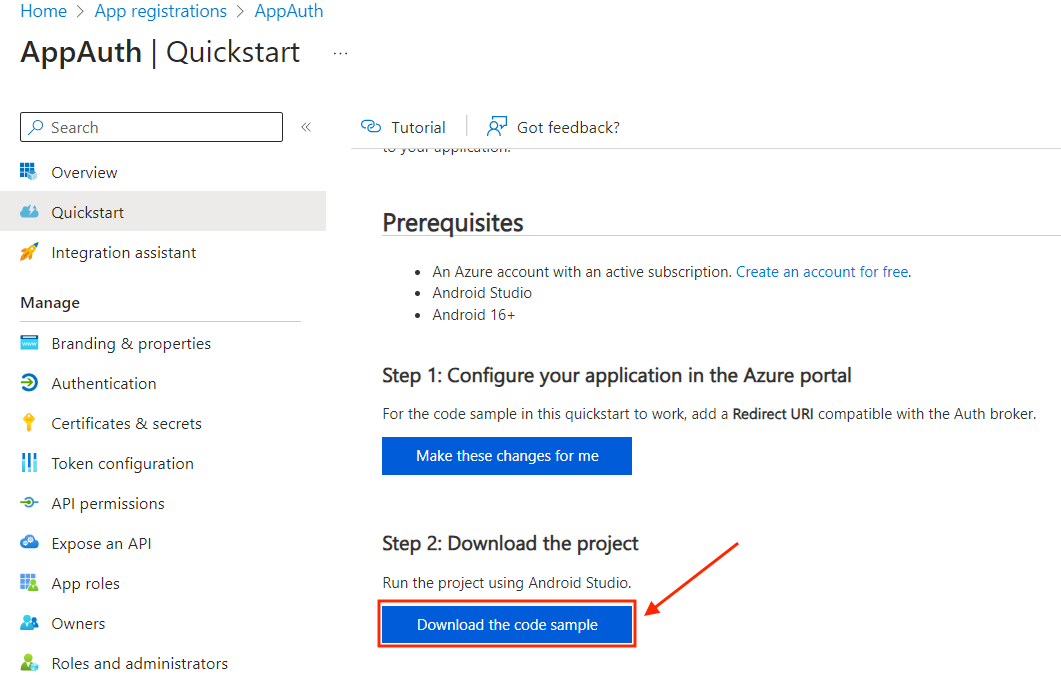 Home > App registrations > AppAuth
AppAuth | Quickstart ...
Search «
Overview
Quickstart
Integration assistant
Manage
Branding & properties
Authentication
Certificates & secrets
Token configuration
API permissions
Expose an API
App roles
Owners
Roles and administrators
Tutorial | Got feedback?
to your application.
Prerequisites
• An Azure account with an active subscription. Create an account for free.
• Android Studio
• Android 16+
Step 1: Configure your application in the Azure portal
For the code sample in this quickstart to work, add a Redirect URI compatible with the Auth broker.
Make these changes for me
Step 2: Download the project
Run the project using Android Studio.
Download the code sample